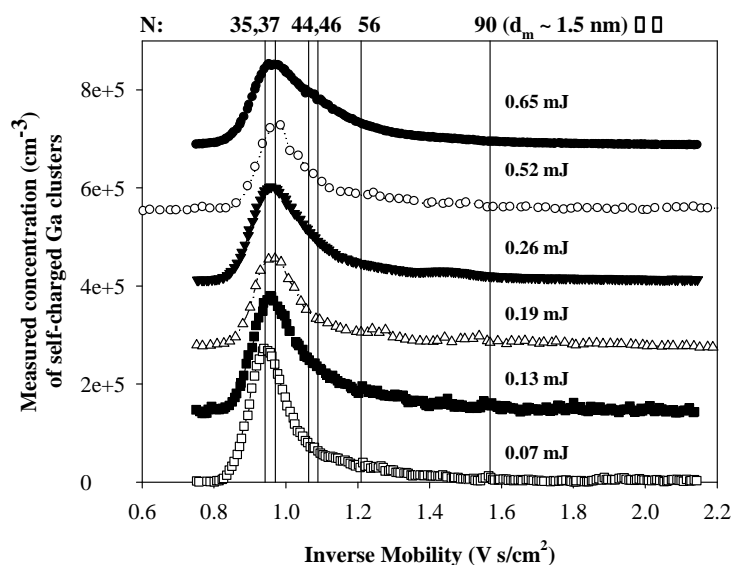 N: 35,37 44,46 56 90 (dm ~ 1.5 nm) ▯ ▯
8e+5
6e+5
4e+5
2e+5
0
Measured concentration (cm-3)
of self-charged Ga clusters
0.65 mJ
0.52 mJ
0.26 mJ
0.19 mJ
0.13 mJ
0.07 mJ
0.6 0.8 1.0 1.2 1.4 1.6 1.8 2.0 2.2
Inverse Mobility (V s/cm2)